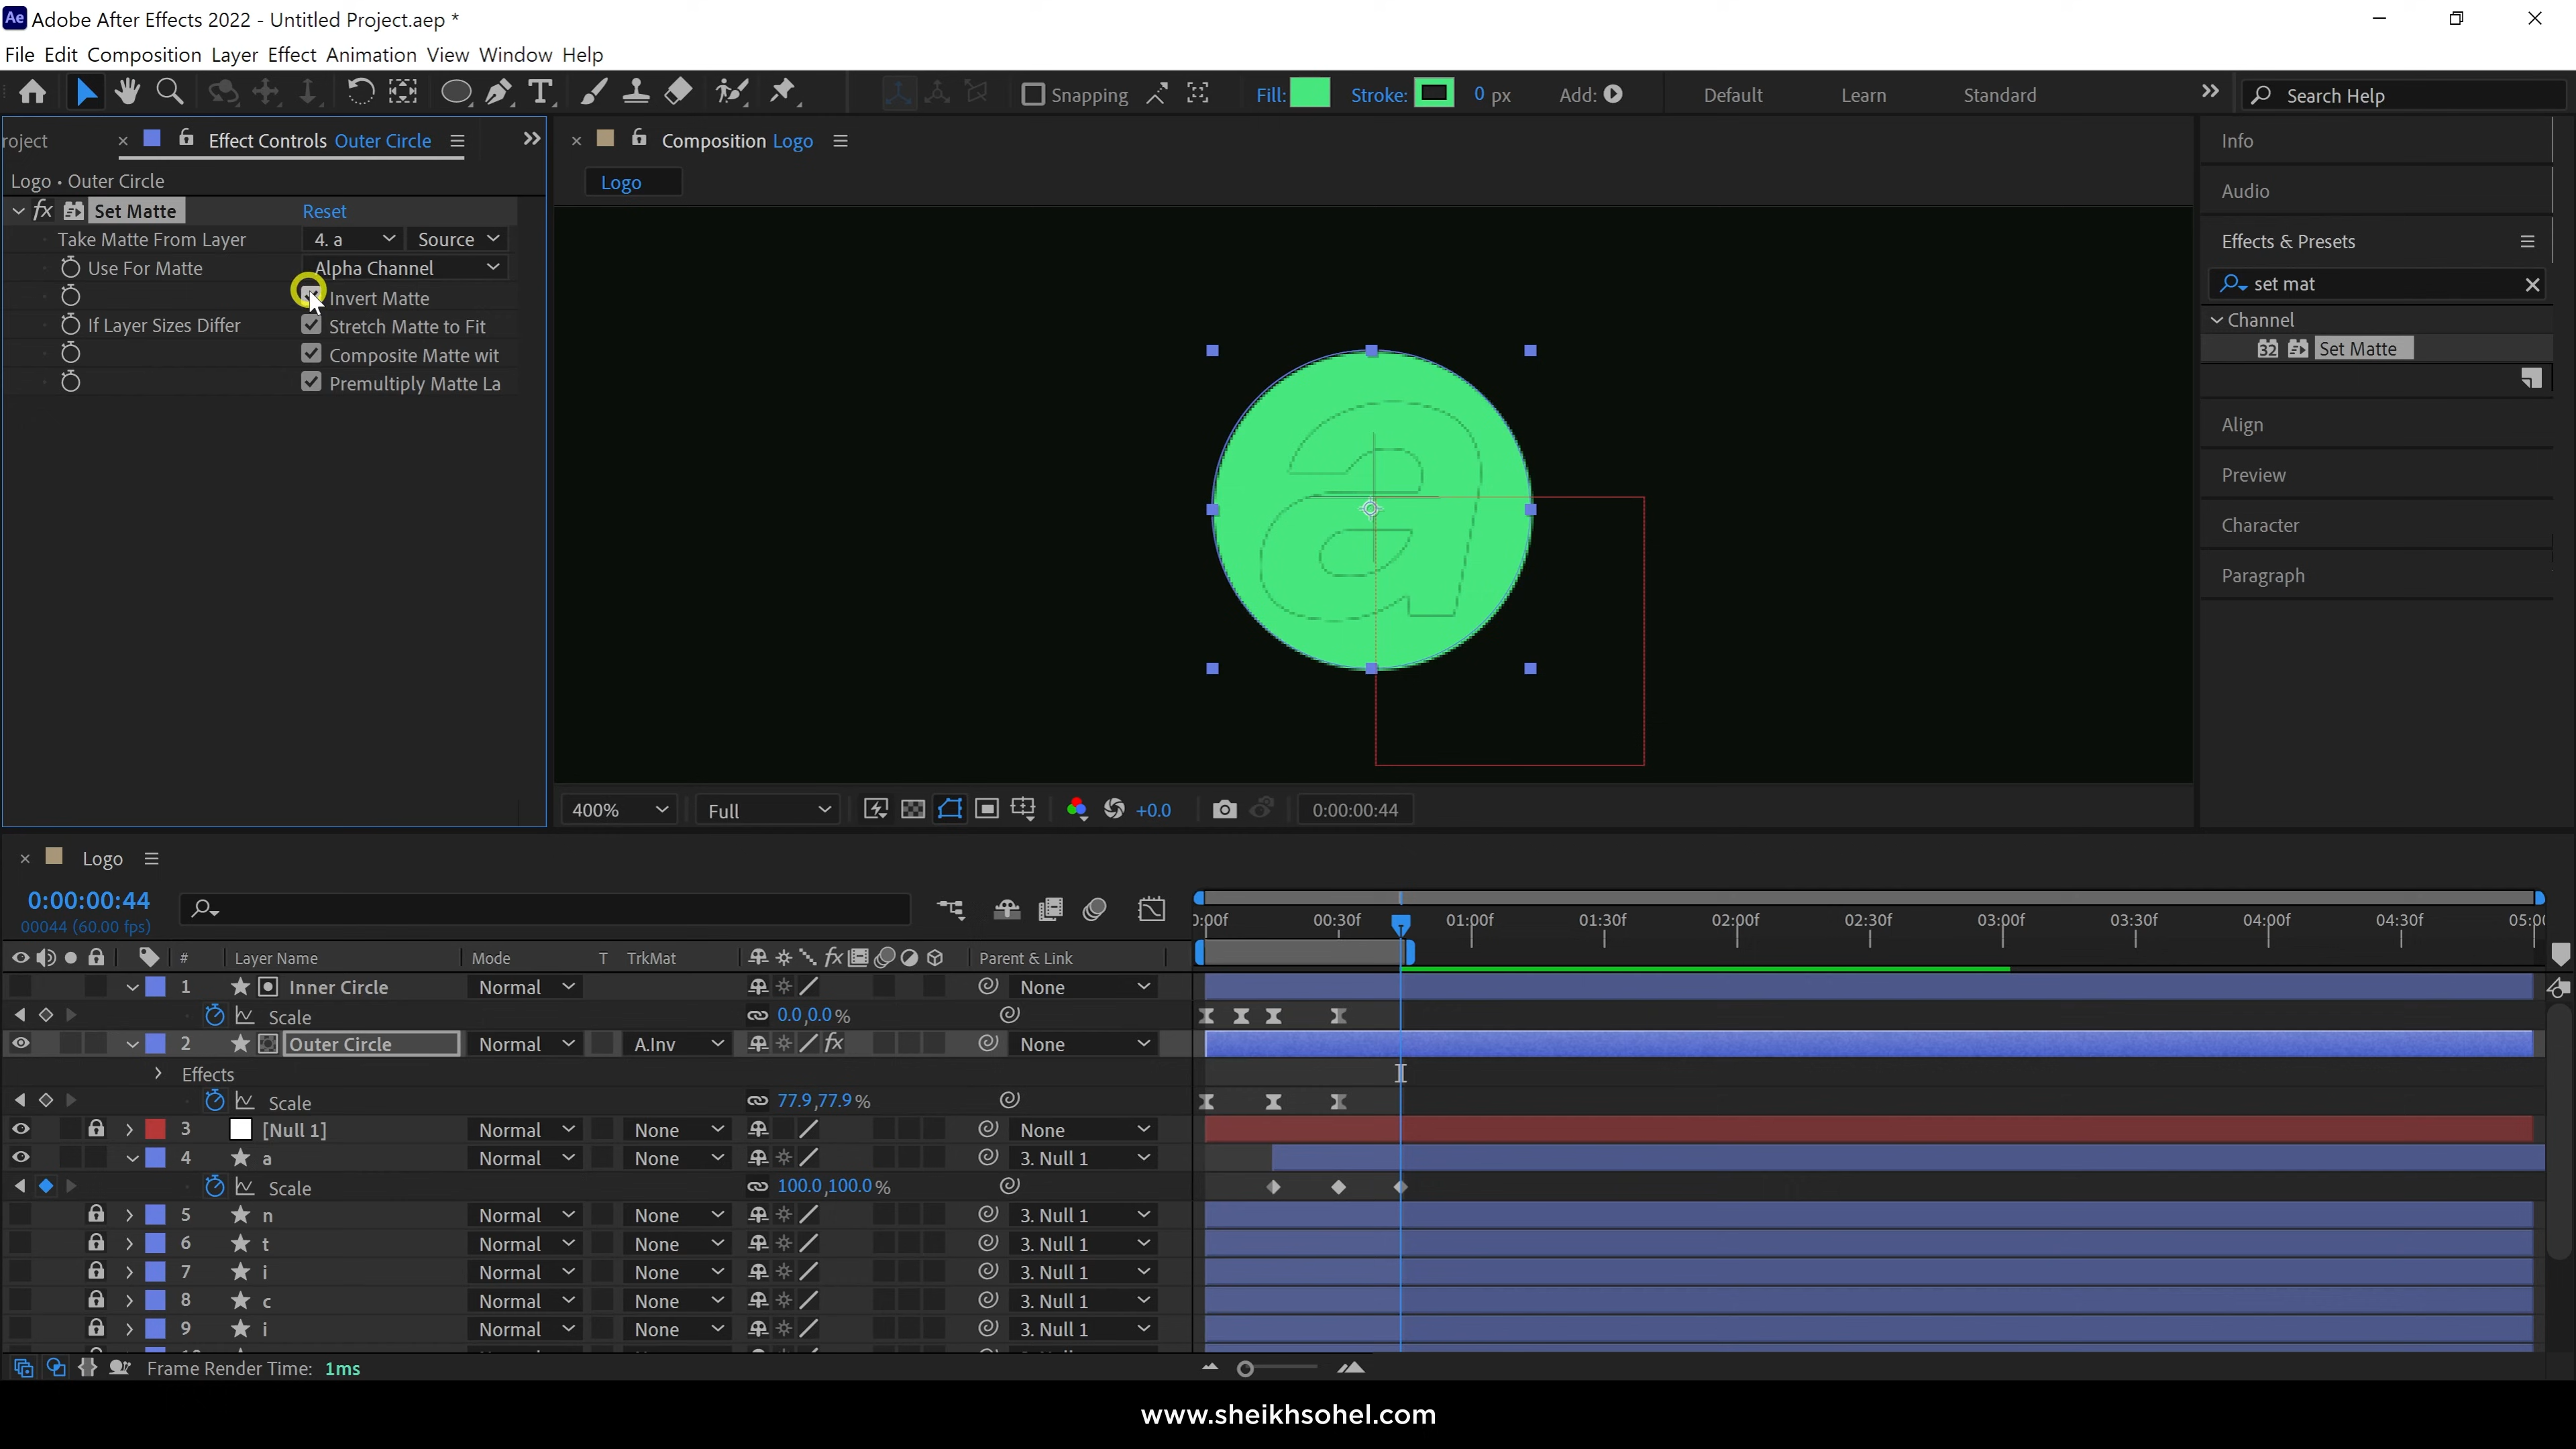 Ae Adobe After Effects 2022 - Untitled Project.aep *
File Edit Composition Layer Effect Animation View Window Help
Snapping Fill: Stroke: 0 px Add: Default Learn Standard Search Help
roject Effect Controls Outer Circle
Composition Logo
Logo • Outer Circle
Logo
fx Set Matte Reset
Take Matte From Layer 4. a Source
Use For Matte Alpha Channel
Invert Matte
If Layer Sizes Differ Stretch Matte to Fit
Composite Matte wit
Premultiply Matte La
a
Info
Audio
Effects & Presets
set mat
Channel
32 Set Matte
Align
Preview
Character
Paragraph
400% Full +0.0 0:00:00:44
Logo
0:00:00:44
00044 (60.00 fps)
):00f 00:30f 01:00f 01:30f 02:00f 02:30f 03:00f 03:30f 04:00f 04:30f 05:0(
# Layer Name Mode T TrkMat fx Parent & Link
1 Inner Circle Normal None
Scale 0.0,0.0 %
2 Outer Circle Normal A.Inv fx None
Effects
Scale 77.9,77.9 %
3 [Null 1] Normal None None
4 a Normal None 3. Null 1
Scale 100.0,100.0 %
5 n Normal None 3. Null 1
6 t Normal None 3. Null 1
7 i Normal None 3. Null 1
8 c Normal None 3. Null 1
9 i Normal None 3. Null 1
Frame Render Time: 1ms
www.sheikhsohel.com